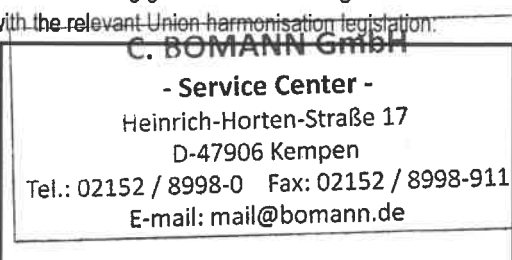 with the relevant Union harmonisation legislation:
C. BOMANN GmbH
- Service Center -
Heinrich-Horten-Straße 17
D-47906 Kempen
Tel.: 02152 / 8998-0 Fax: 02152 / 8998-911
E-mail: mail@bomann.de